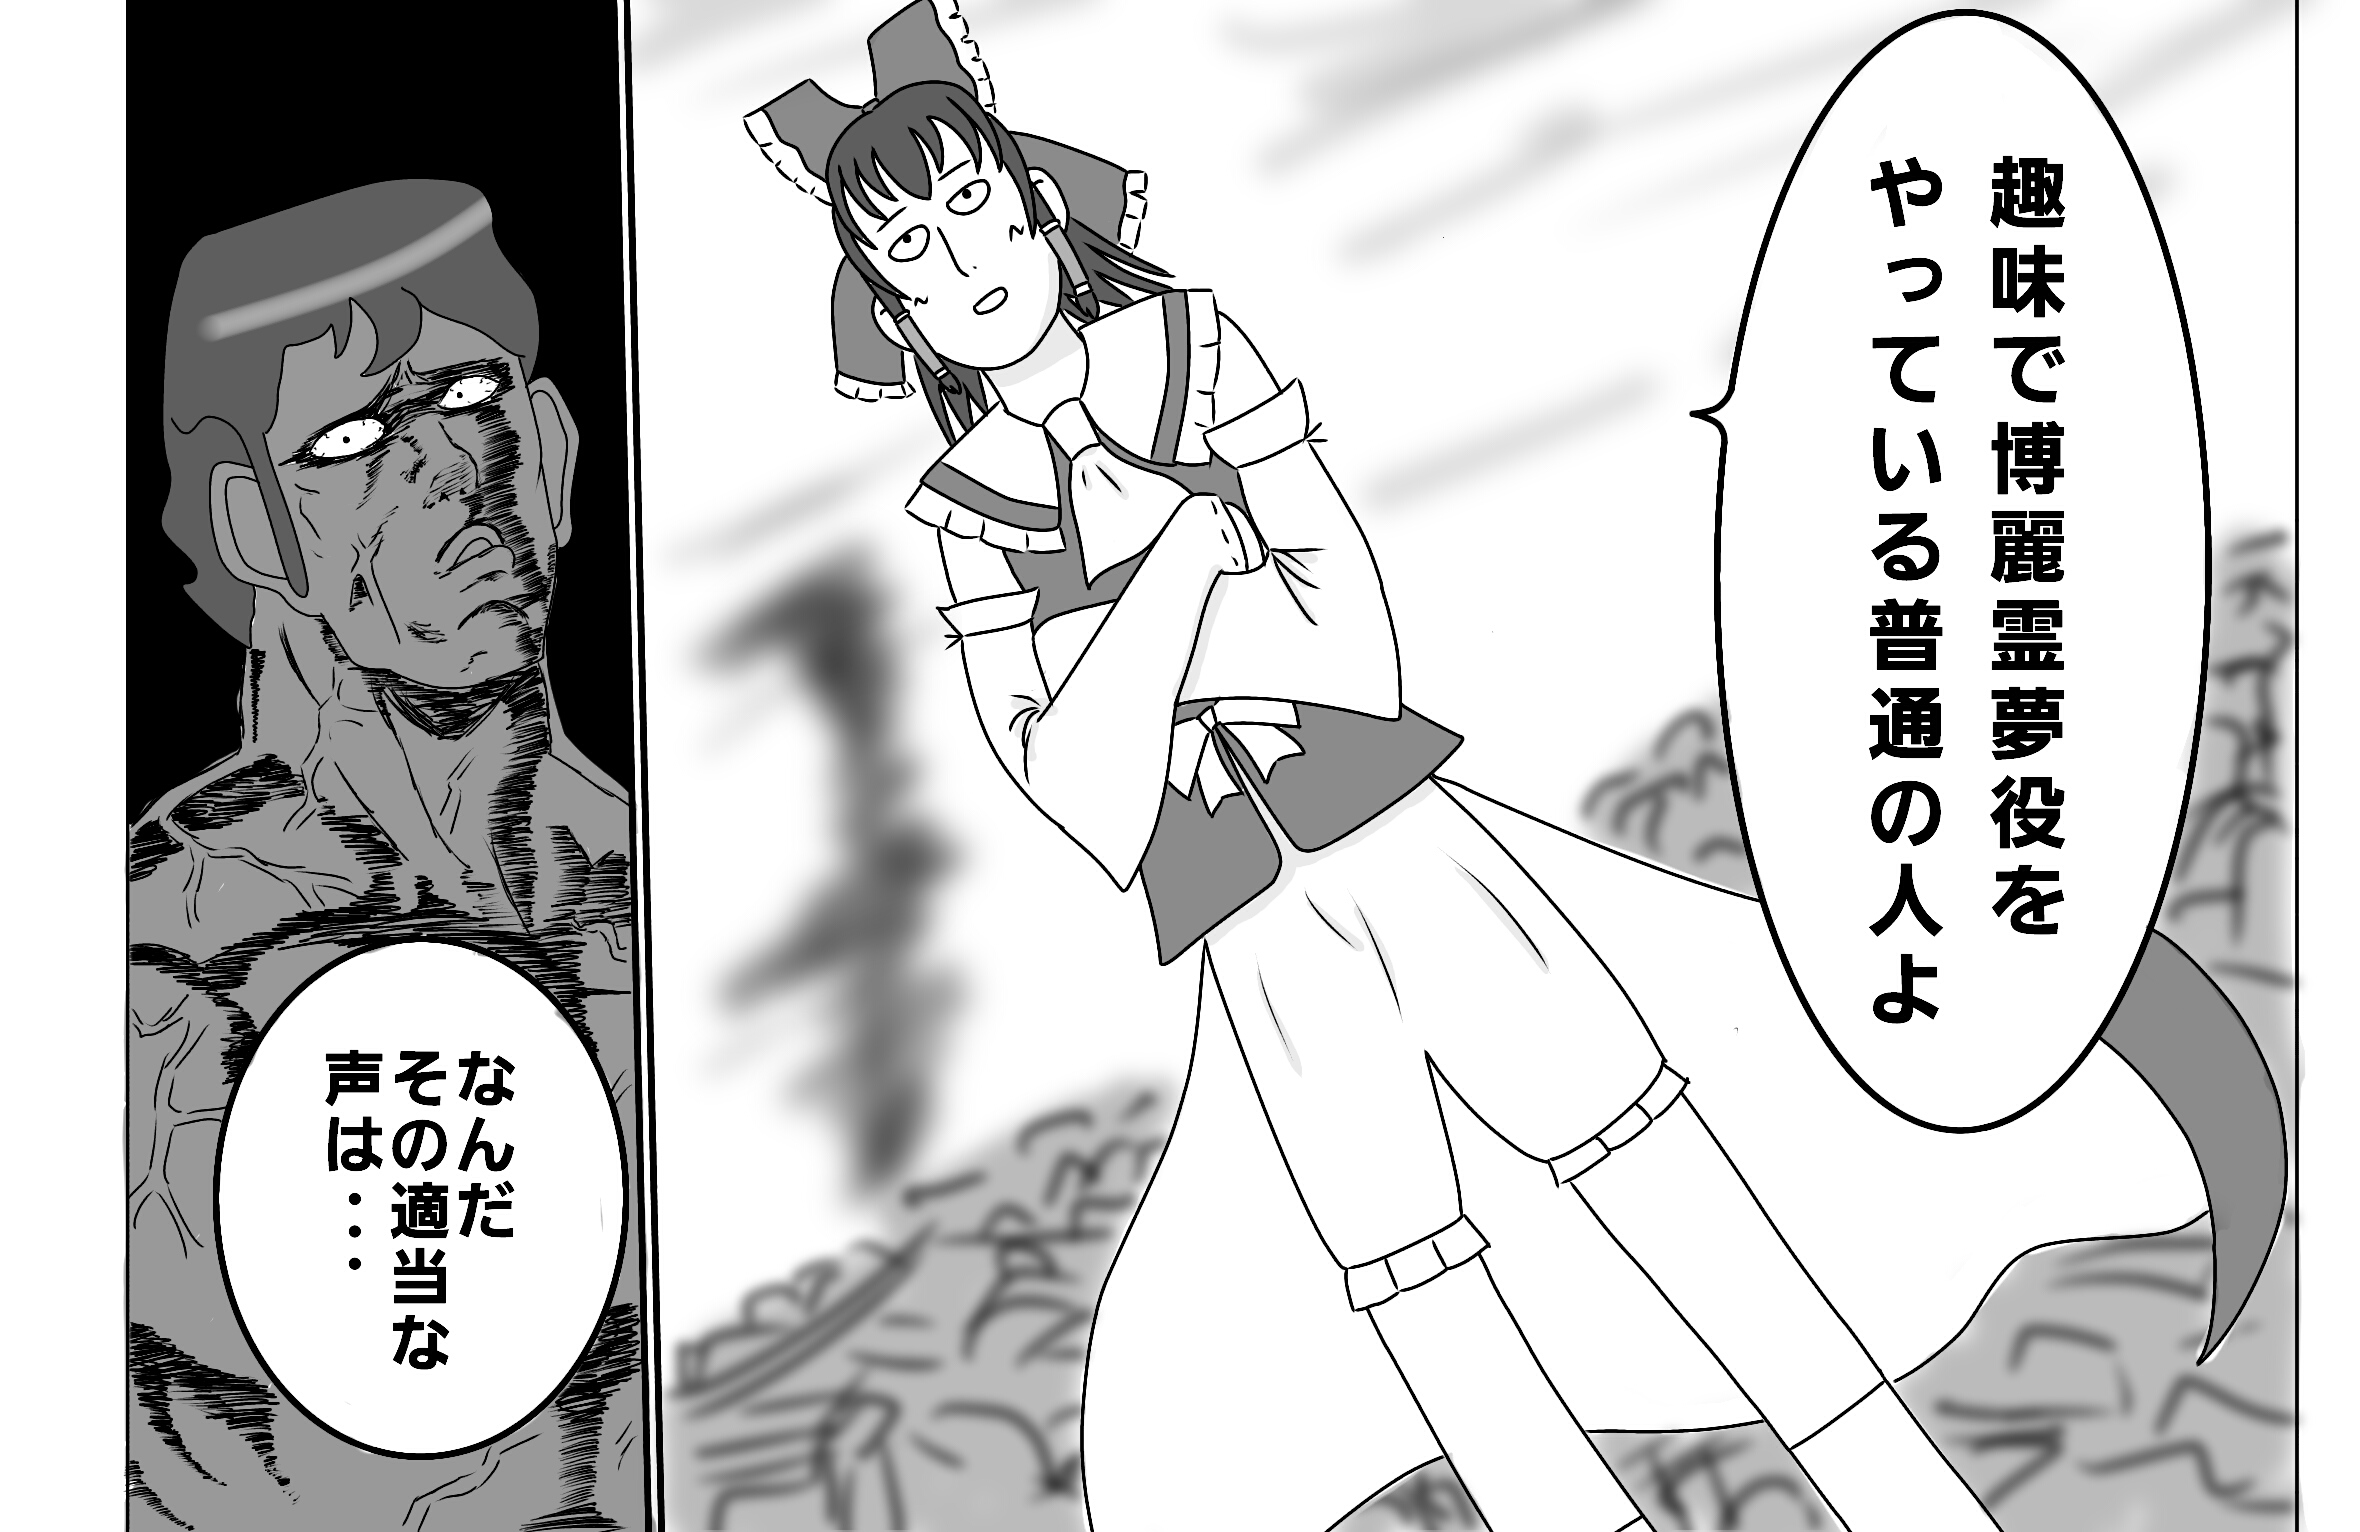 趣味で博麗霊夢役を
やっている普通の人よ
なんだ
その適当な
声は・・・